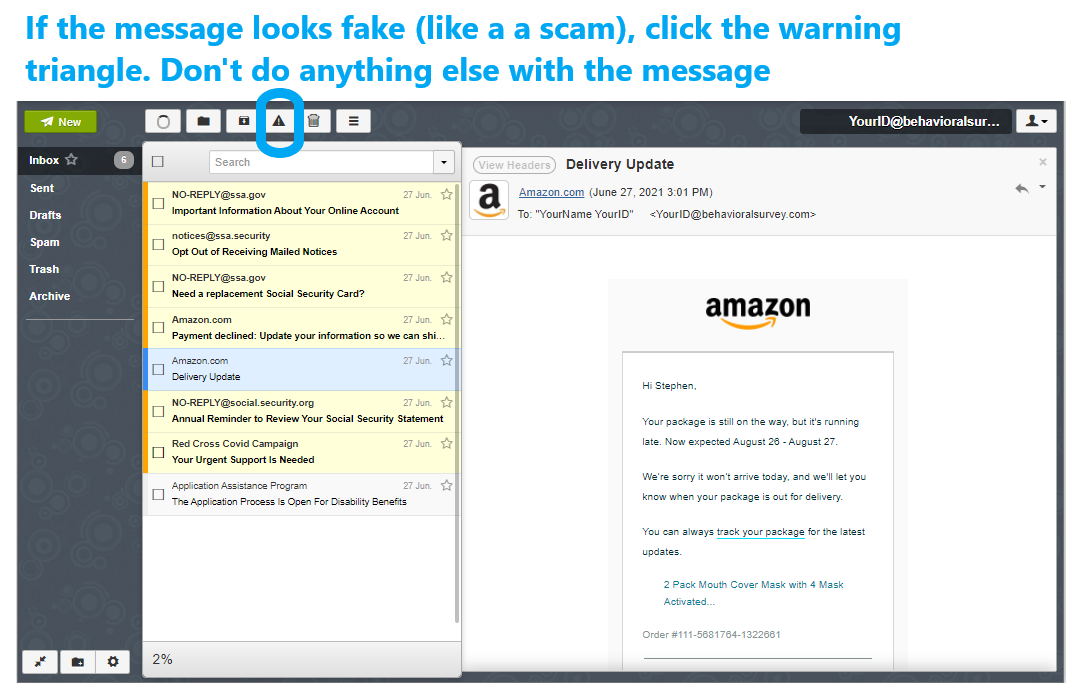 If the message looks fake (like a a scam), click the warning
triangle. Don't do anything else with the message
New
YourID@behavioralsur...
Inbox
6
Sent
Drafts
Spam
Trash
Archive
Search
NO-REPLY@ssa.gov 27 Jun.
Important Information About Your Online Account
notices@ssa.security 27 Jun.
Opt Out of Receiving Mailed Notices
NO-REPLY@ssa.gov 27 Jun.
Need a replacement Social Security Card?
Amazon.com 27 Jun.
Payment declined: Update your information so we can shi...
Amazon.com 27 Jun.
Delivery Update
NO-REPLY@social.security.org 27 Jun.
Annual Reminder to Review Your Social Security Statement
Red Cross Covid Campaign 27 Jun.
Your Urgent Support Is Needed
Application Assistance Program 27 Jun.
The Application Process Is Open For Disability Benefits
2%
View Headers Delivery Update
a
Amazon.com (June 27, 2021 3:01 PM)
To: "YourName YourID" <YourID@behavioralsurvey.com>
amazon
Hi Stephen,
Your package is still on the way, but it's running
late. Now expected August 26 - August 27.
We're sorry it won't arrive today, and we'll let you
know when your package is out for delivery.
You can always track your package for the latest
updates.
2 Pack Mouth Cover Mask with 4 Mask
Activated...
Order #111-5681764-1322661